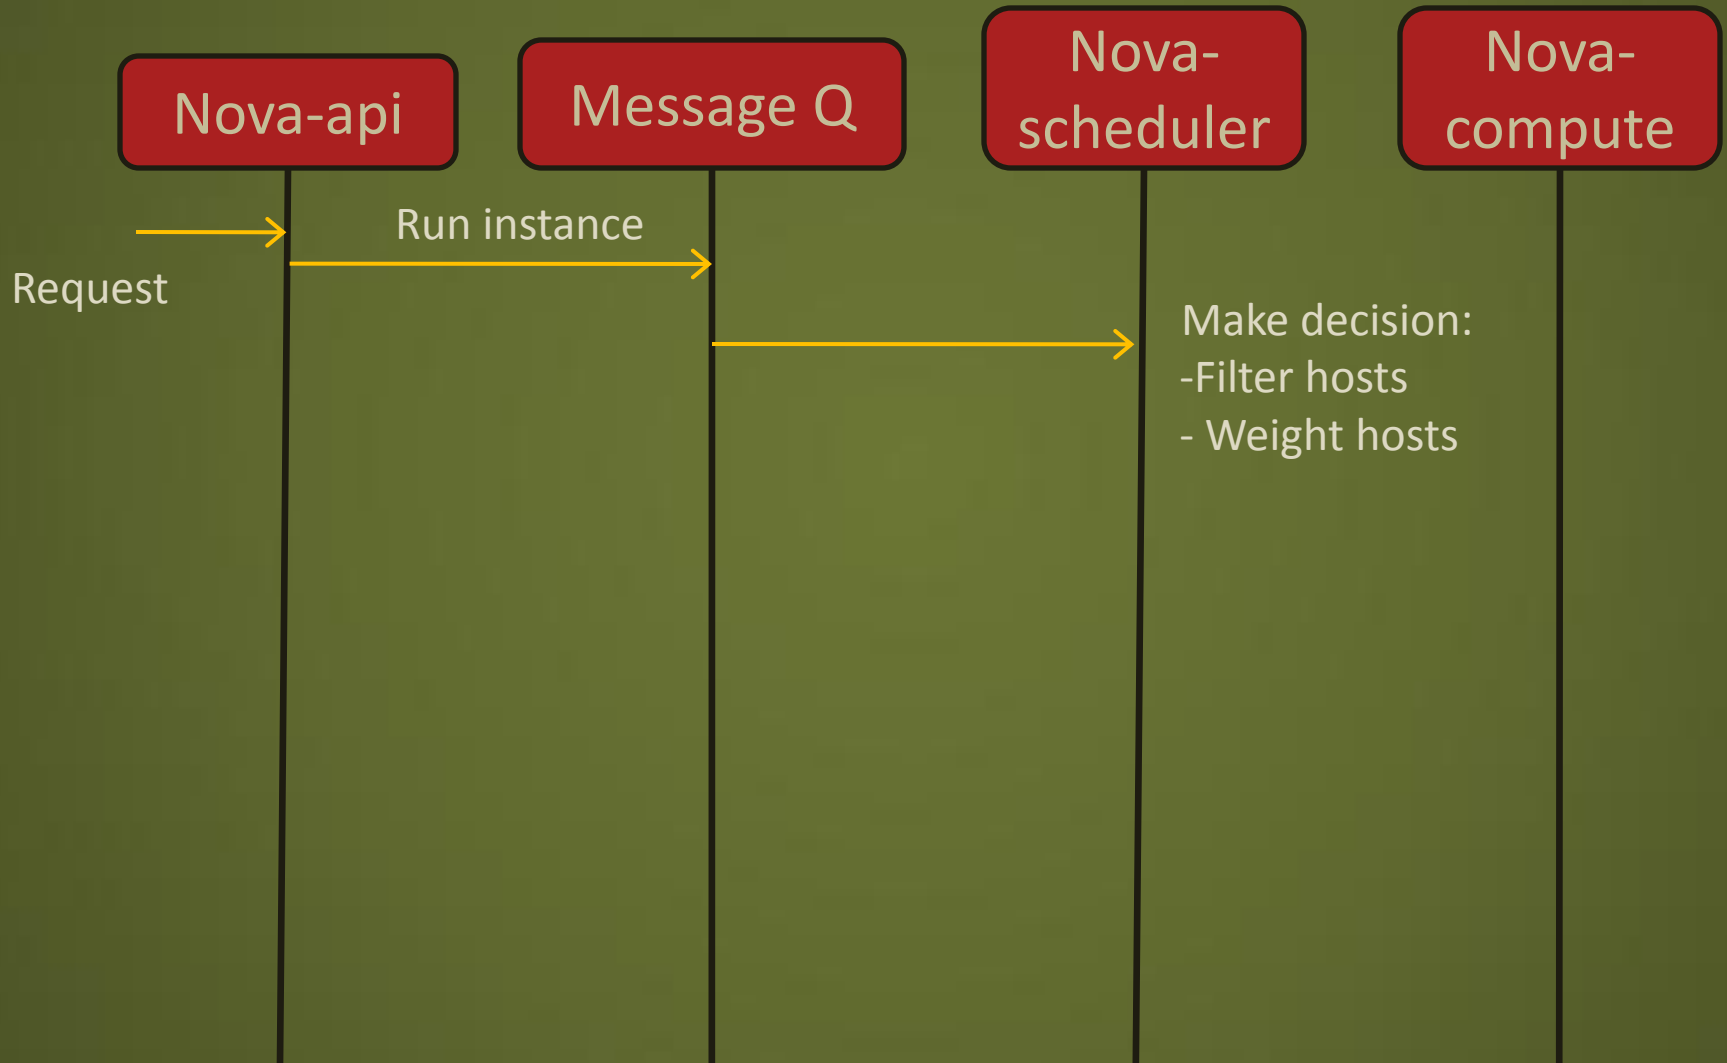 Nova-api
Message Q
Nova-
scheduler
Nova-
compute
Run instance
Request
Make decision:
-Filter hosts
- Weight hosts